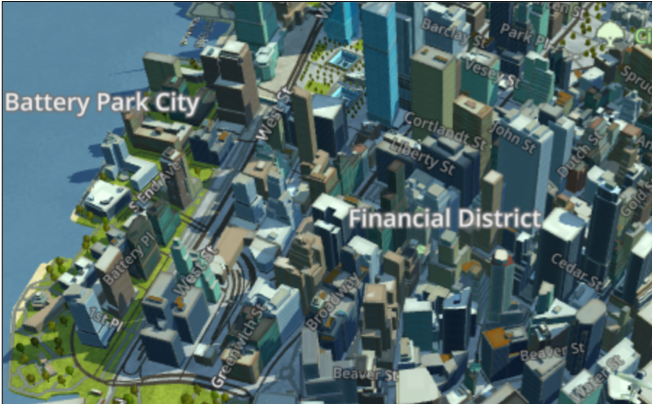 Barclay St
Park Pl
Vesey St
Battery Park City
West St
Cortlandt St
John St
Liberty St
Dutch St
S End Ave
Financial District
Battery Pl
West St
Cedar St
1st Pl
Greenwich St
Broadway
Beaver St
Beaver St
Water St